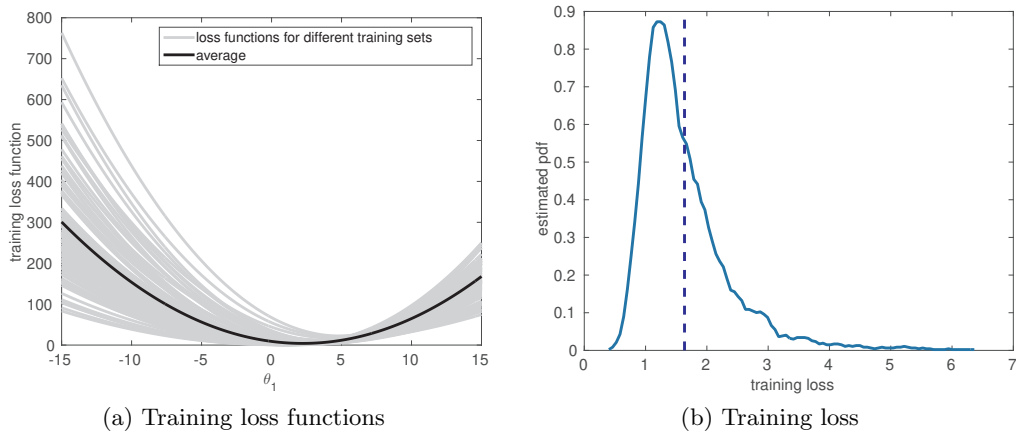 800
700
600
500
400
300
200
100
0
training loss function
-15 -10 -5 0 5 10 15
θ1
loss functions for different training sets
average
(a) Training loss functions
0.9
0.8
0.7
0.6
0.5
0.4
0.3
0.2
0.1
0
estimated pdf
0 1 2 3 4 5 6 7
training loss
(b) Training loss